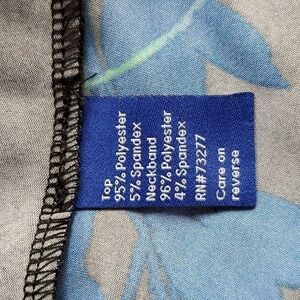 Top
95% Polyester
5% Spandex
Neckband
96% Polyester
4% Spandex
RN#73277
Care on
reverse